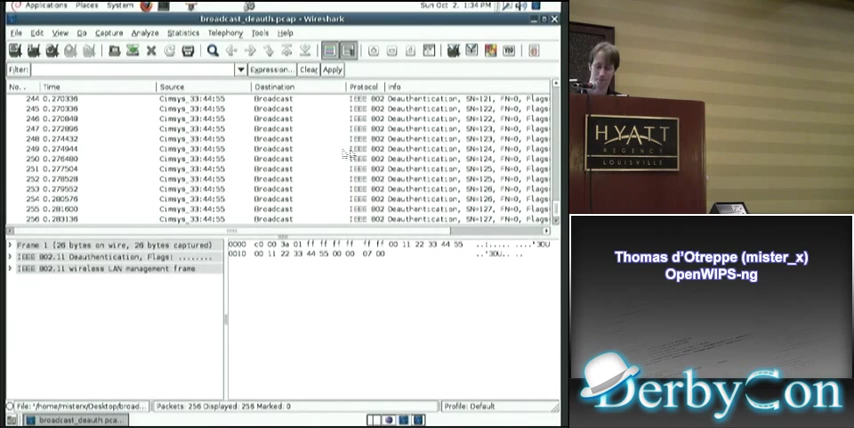 Applications Places System
Sun Oct 2, 1:34 PM
broadcast_deauth.pcap - Wireshark
File Edit View Go Capture Analyze Statistics Telephony Tools Help
Filter: Expression... Clear Apply
No. . Time Source Destination Protocol Info
244 0.270336 Cimsys_33:44:55 Broadcast IEEE 802 Deauthentication, SN=121, FN=0, Flags
245 0.270336 Cimsys_33:44:55 Broadcast IEEE 802 Deauthentication, SN=122, FN=0, Flags
246 0.270848 Cimsys_33:44:55 Broadcast IEEE 802 Deauthentication, SN=122, FN=0, Flags
247 0.272896 Cimsys_33:44:55 Broadcast IEEE 802 Deauthentication, SN=123, FN=0, Flags
248 0.274432 Cimsys_33:44:55 Broadcast IEEE 802 Deauthentication, SN=123, FN=0, Flags
249 0.274944 Cimsys_33:44:55 Broadcast IEEE 802 Deauthentication, SN=124, FN=0, Flags
250 0.276480 Cimsys_33:44:55 Broadcast IEEE 802 Deauthentication, SN=124, FN=0, Flags
251 0.277504 Cimsys_33:44:55 Broadcast IEEE 802 Deauthentication, SN=125, FN=0, Flags
252 0.278528 Cimsys_33:44:55 Broadcast IEEE 802 Deauthentication, SN=125, FN=0, Flags
253 0.279552 Cimsys_33:44:55 Broadcast IEEE 802 Deauthentication, SN=126, FN=0, Flags
254 0.280576 Cimsys_33:44:55 Broadcast IEEE 802 Deauthentication, SN=126, FN=0, Flags
255 0.281600 Cimsys_33:44:55 Broadcast IEEE 802 Deauthentication, SN=127, FN=0, Flags
256 0.283136 Cimsys_33:44:55 Broadcast IEEE 802 Deauthentication, SN=127, FN=0, Flags
Frame 1 (26 bytes on wire, 26 bytes captured)
IEEE 802.11 Deauthentication, Flags: ........
IEEE 802.11 wireless LAN management frame
0000 c0 00 3a 01 ff ff ff ff ff ff 00 11 22 33 44 55
0010 00 11 22 33 44 55 00 00 07 00
File: "/home/misterx/Desktop/broad... Packets: 256 Displayed: 256 Marked: 0 Profile: Default
broadcast_deauth.pca...
HYATT
REGENCY
LOUISVILLE
Thomas d'Otreppe (mister_x)
OpenWIPS-ng
DerbyCon